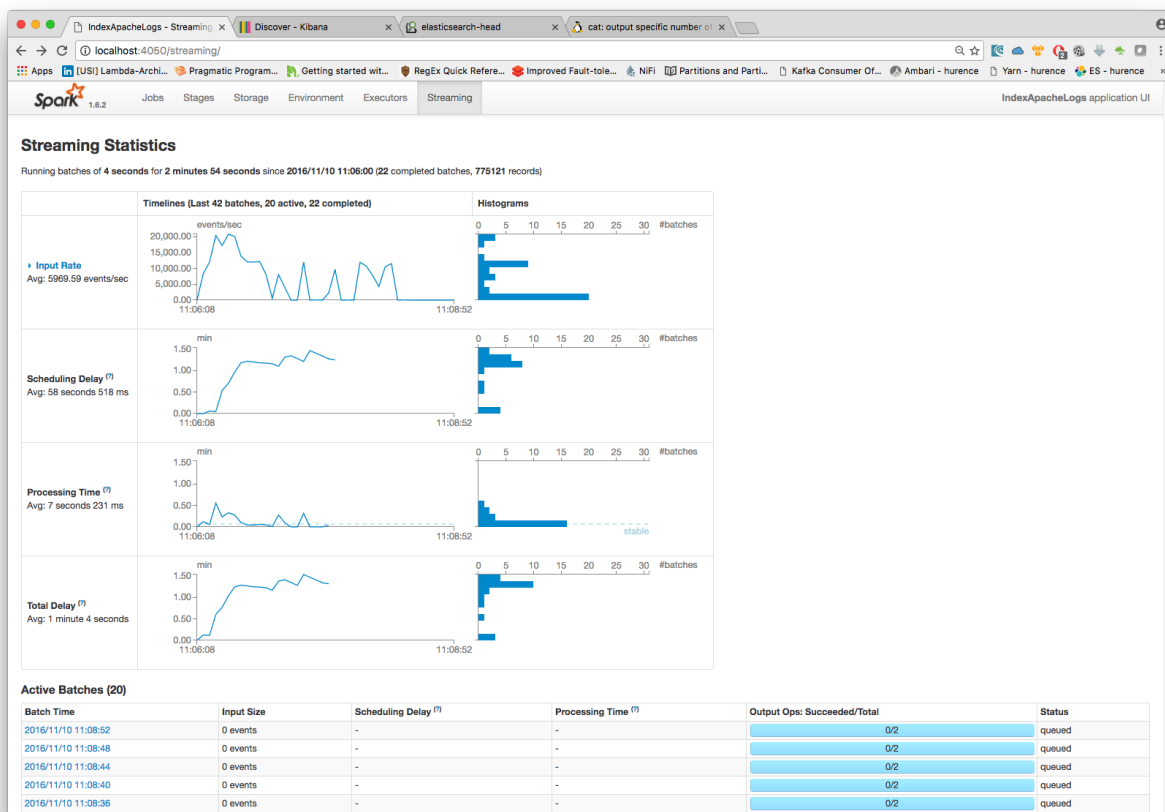 IndexApacheLogs - Streaming
Discover - Kibana
elasticsearch-head
cat: output specific number of
localhost:4050/streaming/
Apps
[USI] Lambda-Archi...
Pragmatic Program...
Getting started wit...
RegEx Quick Refere...
Improved Fault-tole...
NiFi
Partitions and Parti...
Kafka Consumer Of...
Ambari - hurence
Yarn - hurence
ES - hurence
Spark 1.6.2
Jobs
Stages
Storage
Environment
Executors
Streaming
IndexApacheLogs application UI
Streaming Statistics
Running batches of 4 seconds for 2 minutes 54 seconds since 2016/11/10 11:06:00 (22 completed batches, 775121 records)
Timelines (Last 42 batches, 20 active, 22 completed)
Histograms
Input Rate
Avg: 5969.59 events/sec
events/sec
20,000.00
15,000.00
10,000.00
5,000.00
0.00
11:06:08
11:08:52
0 5 10 15 20 25 30 #batches
Scheduling Delay (?)
Avg: 58 seconds 518 ms
min
1.50
1.00
0.50
0.00
11:06:08
11:08:52
0 5 10 15 20 25 30 #batches
Processing Time (?)
Avg: 7 seconds 231 ms
min
1.50
1.00
0.50
0.00
11:06:08
11:08:52
0 5 10 15 20 25 30 #batches
stable
Total Delay (?)
Avg: 1 minute 4 seconds
min
1.50
1.00
0.50
0.00
11:06:08
11:08:52
0 5 10 15 20 25 30 #batches
Active Batches (20)
Batch Time Input Size Scheduling Delay (?) Processing Time (?) Output Ops: Succeeded/Total Status
2016/11/10 11:08:52 0 events - - 0/2 queued
2016/11/10 11:08:48 0 events - - 0/2 queued
2016/11/10 11:08:44 0 events - - 0/2 queued
2016/11/10 11:08:40 0 events - - 0/2 queued
2016/11/10 11:08:36 0 events - - 0/2 queued